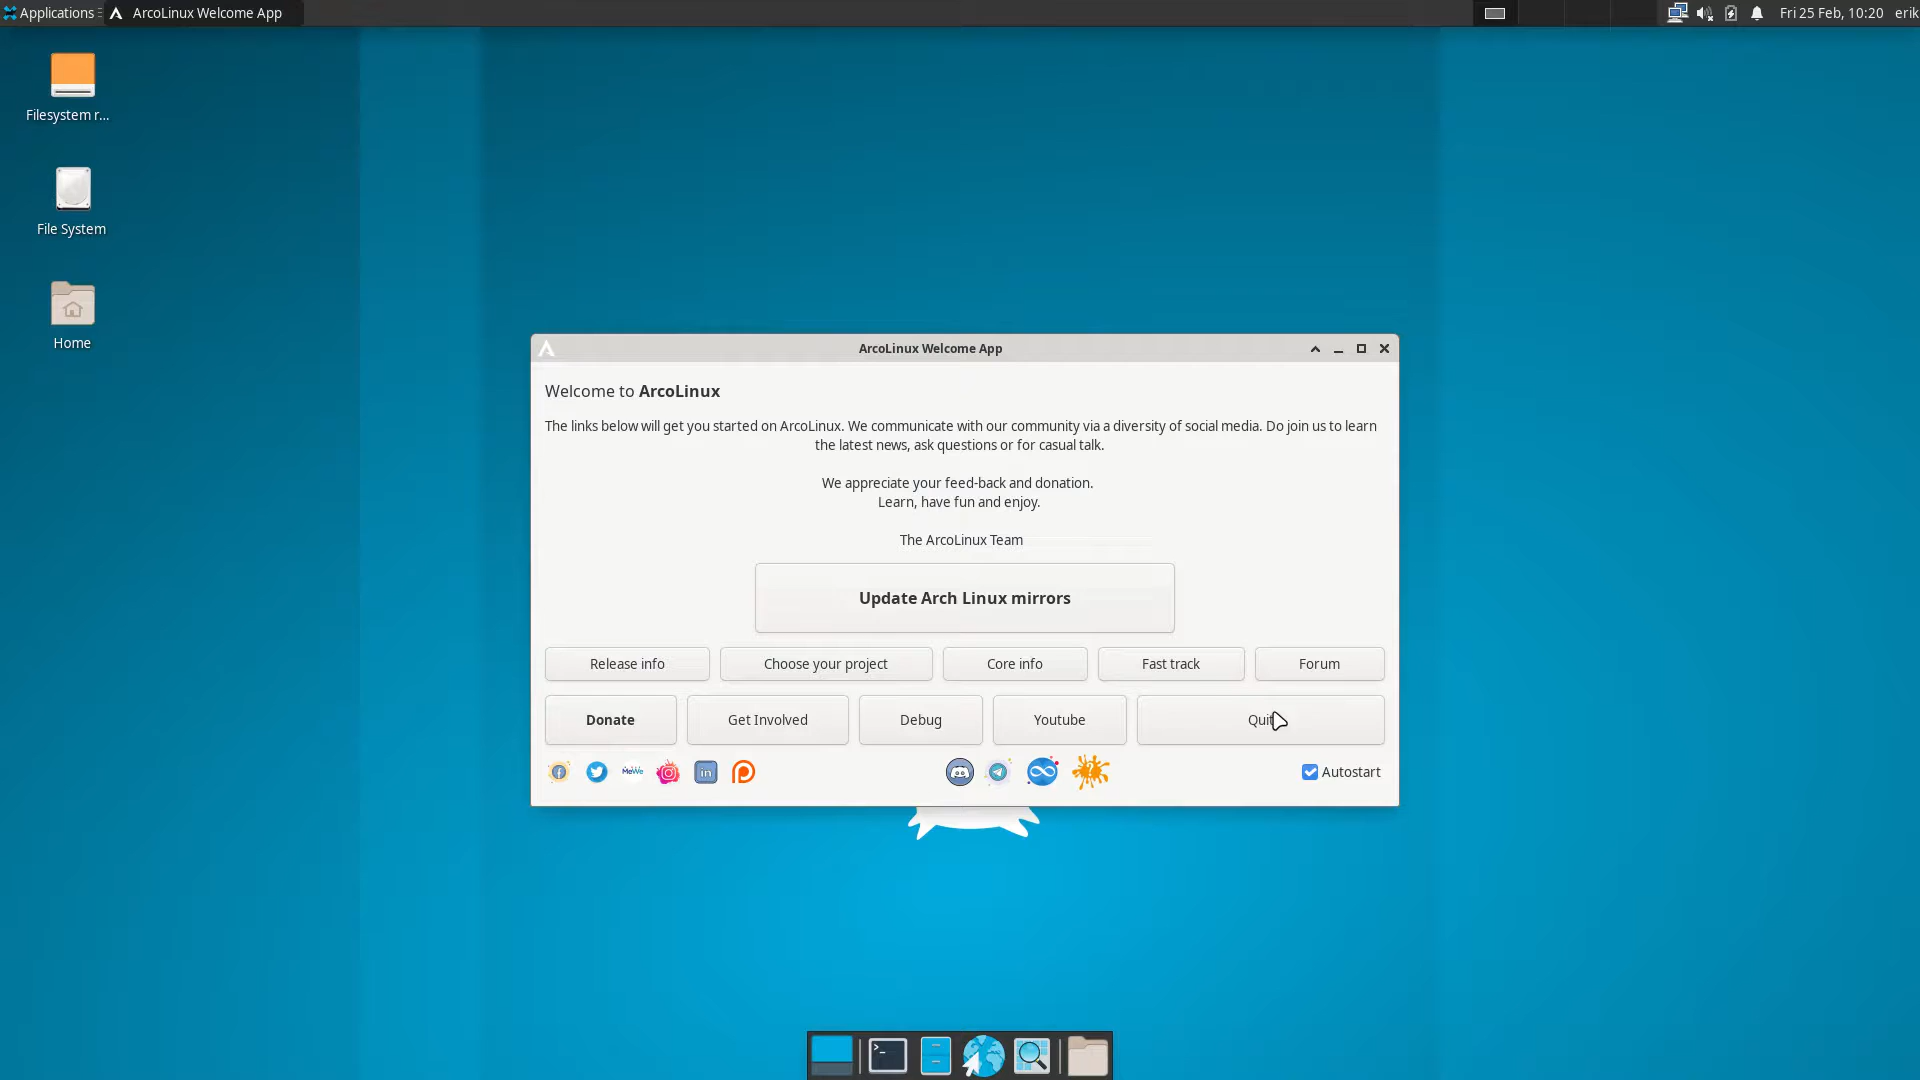 Applications
ArcoLinux Welcome App
Fri 25 Feb, 10:20
erik
Filesystem r...
File System
Home
ArcoLinux Welcome App
Welcome to ArcoLinux
The links below will get you started on ArcoLinux. We communicate with our community via a diversity of social media. Do join us to learn
the latest news, ask questions or for casual talk.
We appreciate your feed-back and donation.
Learn, have fun and enjoy.
The ArcoLinux Team
Update Arch Linux mirrors
Release info
Choose your project
Core info
Fast track
Forum
Donate
Get Involved
Debug
Youtube
Quit
MeWe
in
Autostart